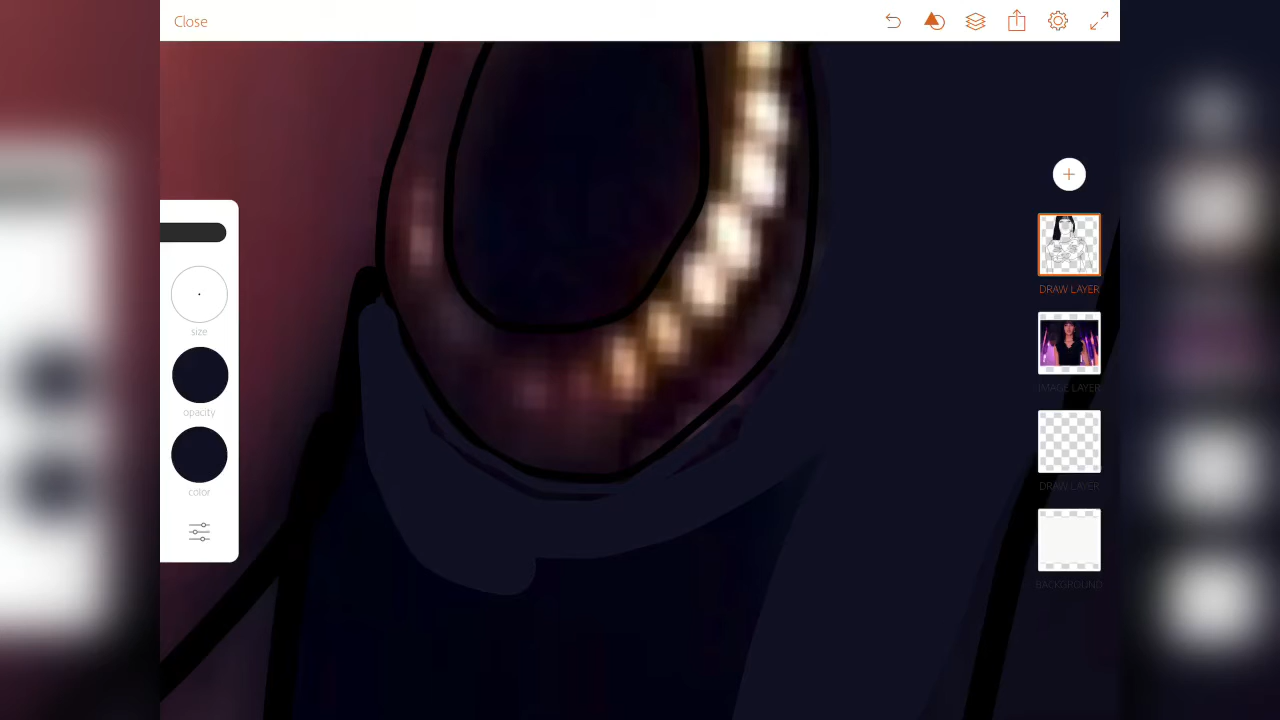 Close
size
opacity
color
DRAW LAYER
IMAGE LAYER
DRAW LAYER
BACKGROUND